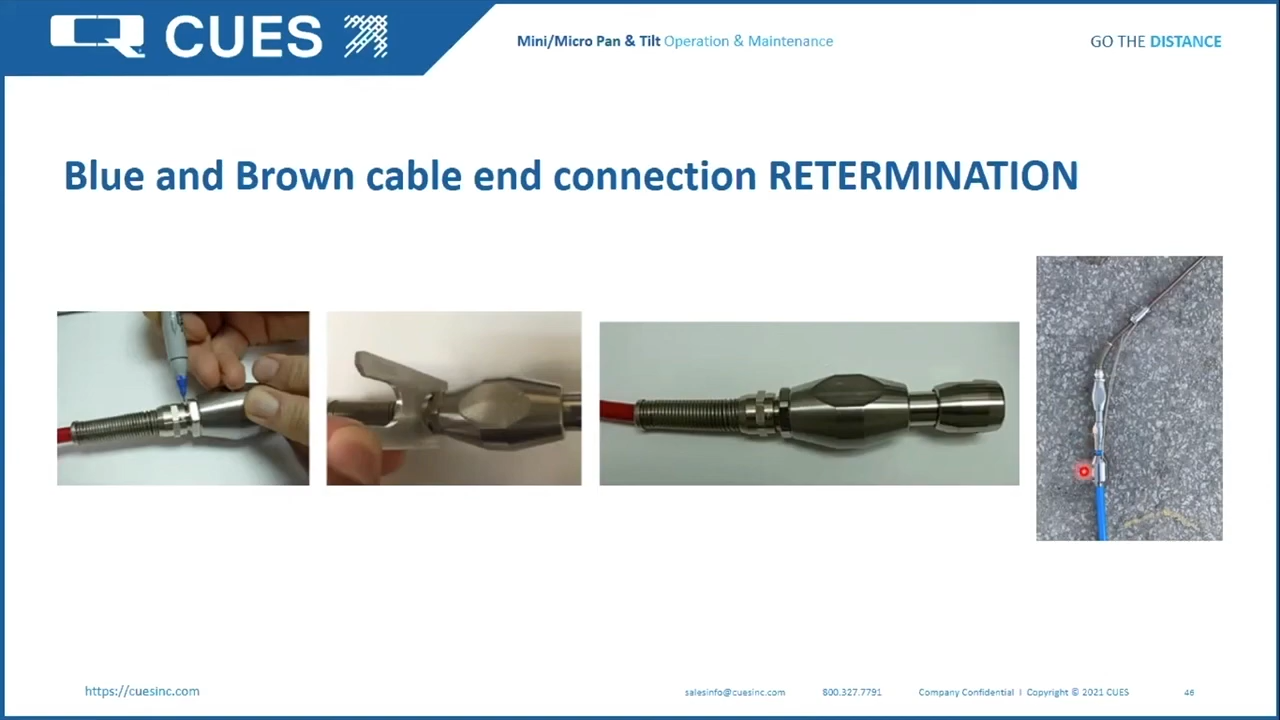 CUES
Mini/Micro Pan & Tilt Operation & Maintenance
GO THE DISTANCE
Blue and Brown cable end connection RETERMINATION
https://cuesinc.com
salesinfo@cuesinc.com 800.327.7791 Company Confidential I Copyright © 2021 CUES 46